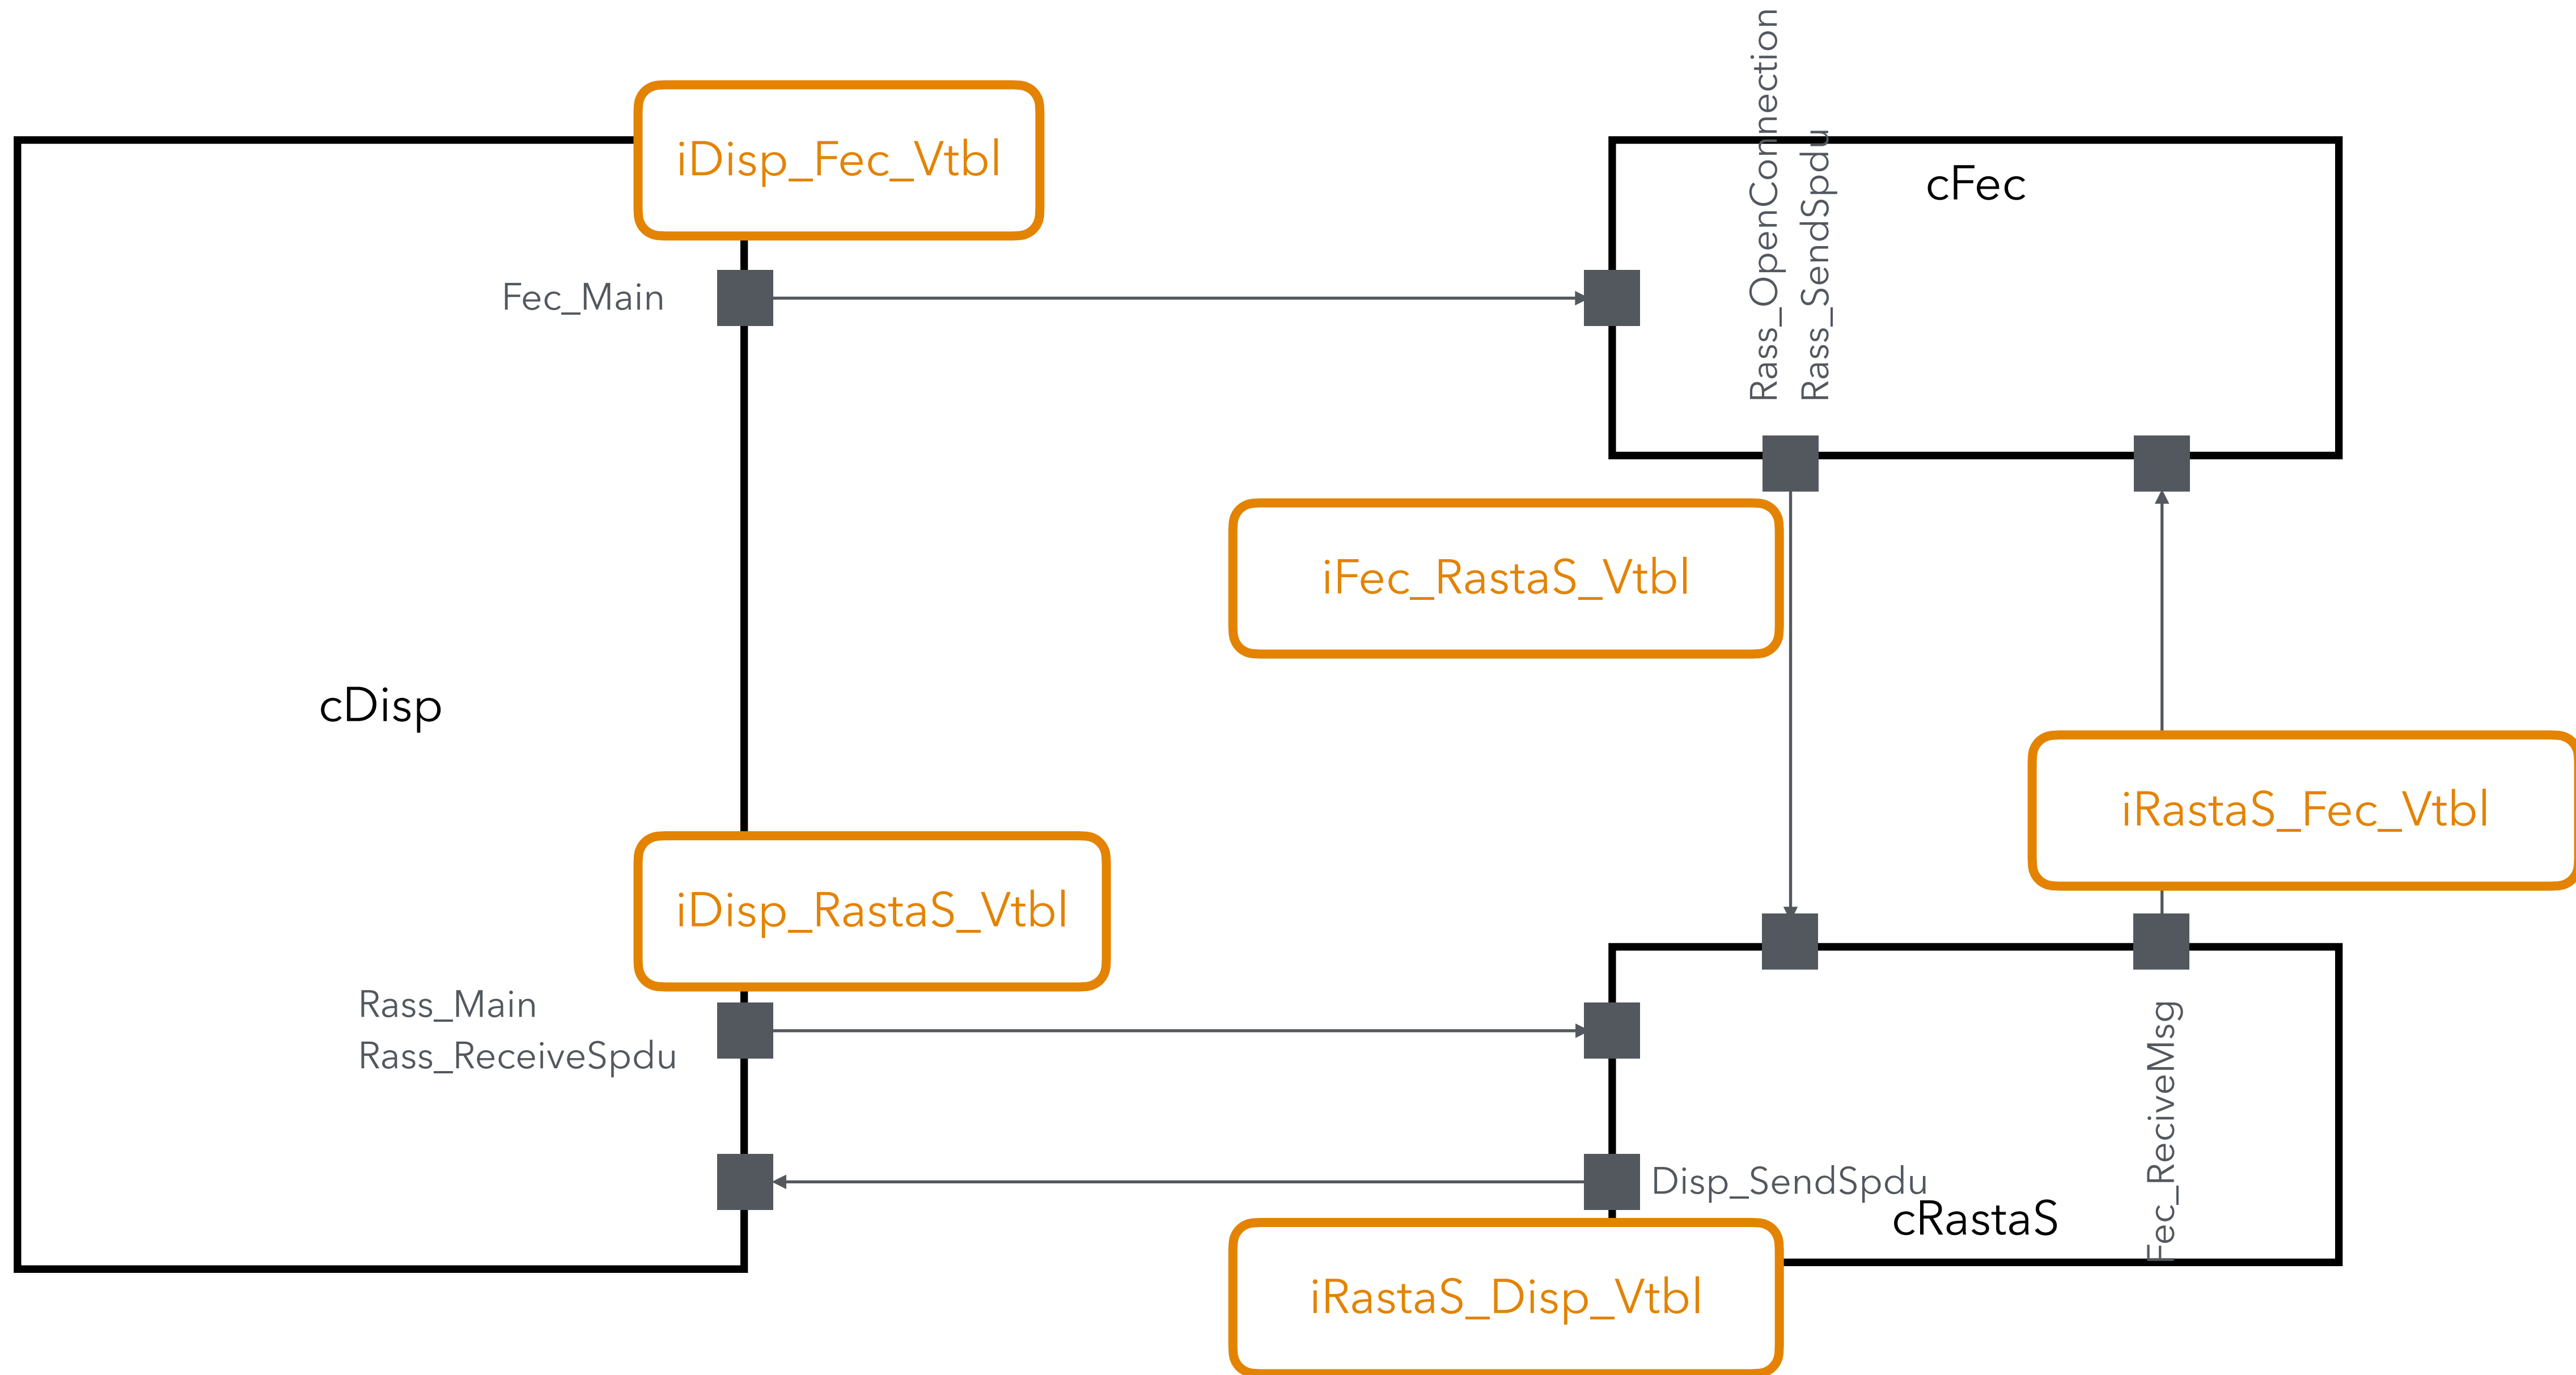 iDisp_Fec_Vtbl
Rass_OpenConnection
Rass_SendSpdu
cFec
Fec_Main
iFec_RastaS_Vtbl
cDisp
iRastaS_Fec_Vtbl
iDisp_RastaS_Vtbl
Rass_Main
Rass_ReceiveSpdu
Fec_ReciveMsg
Disp_SendSpdu
cRastaS
iRastaS_Disp_Vtbl